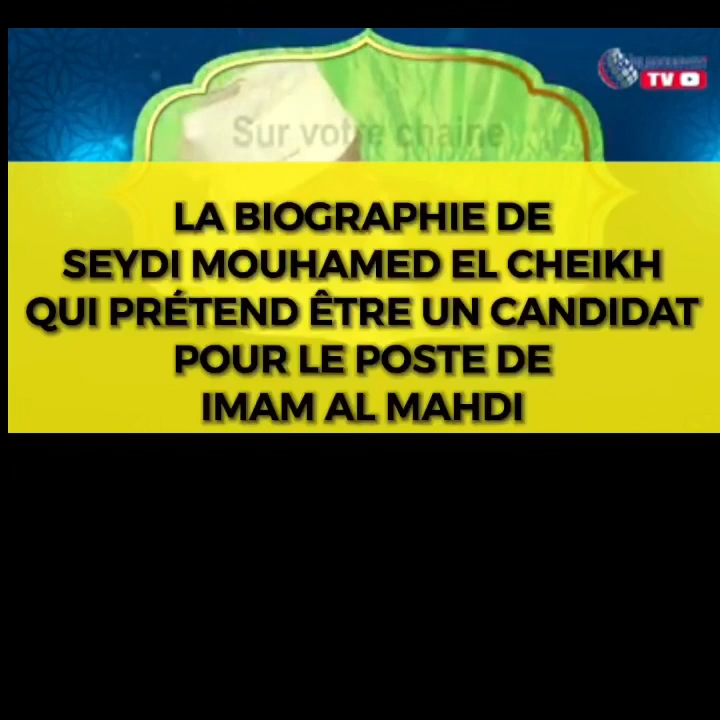 Sur votre chaine
TV
LA BIOGRAPHIE DE
SEYDI MOUHAMED EL CHEIKH
QUI PRÉTEND ÊTRE UN CANDIDAT
POUR LE POSTE DE
IMAM AL MAHDI